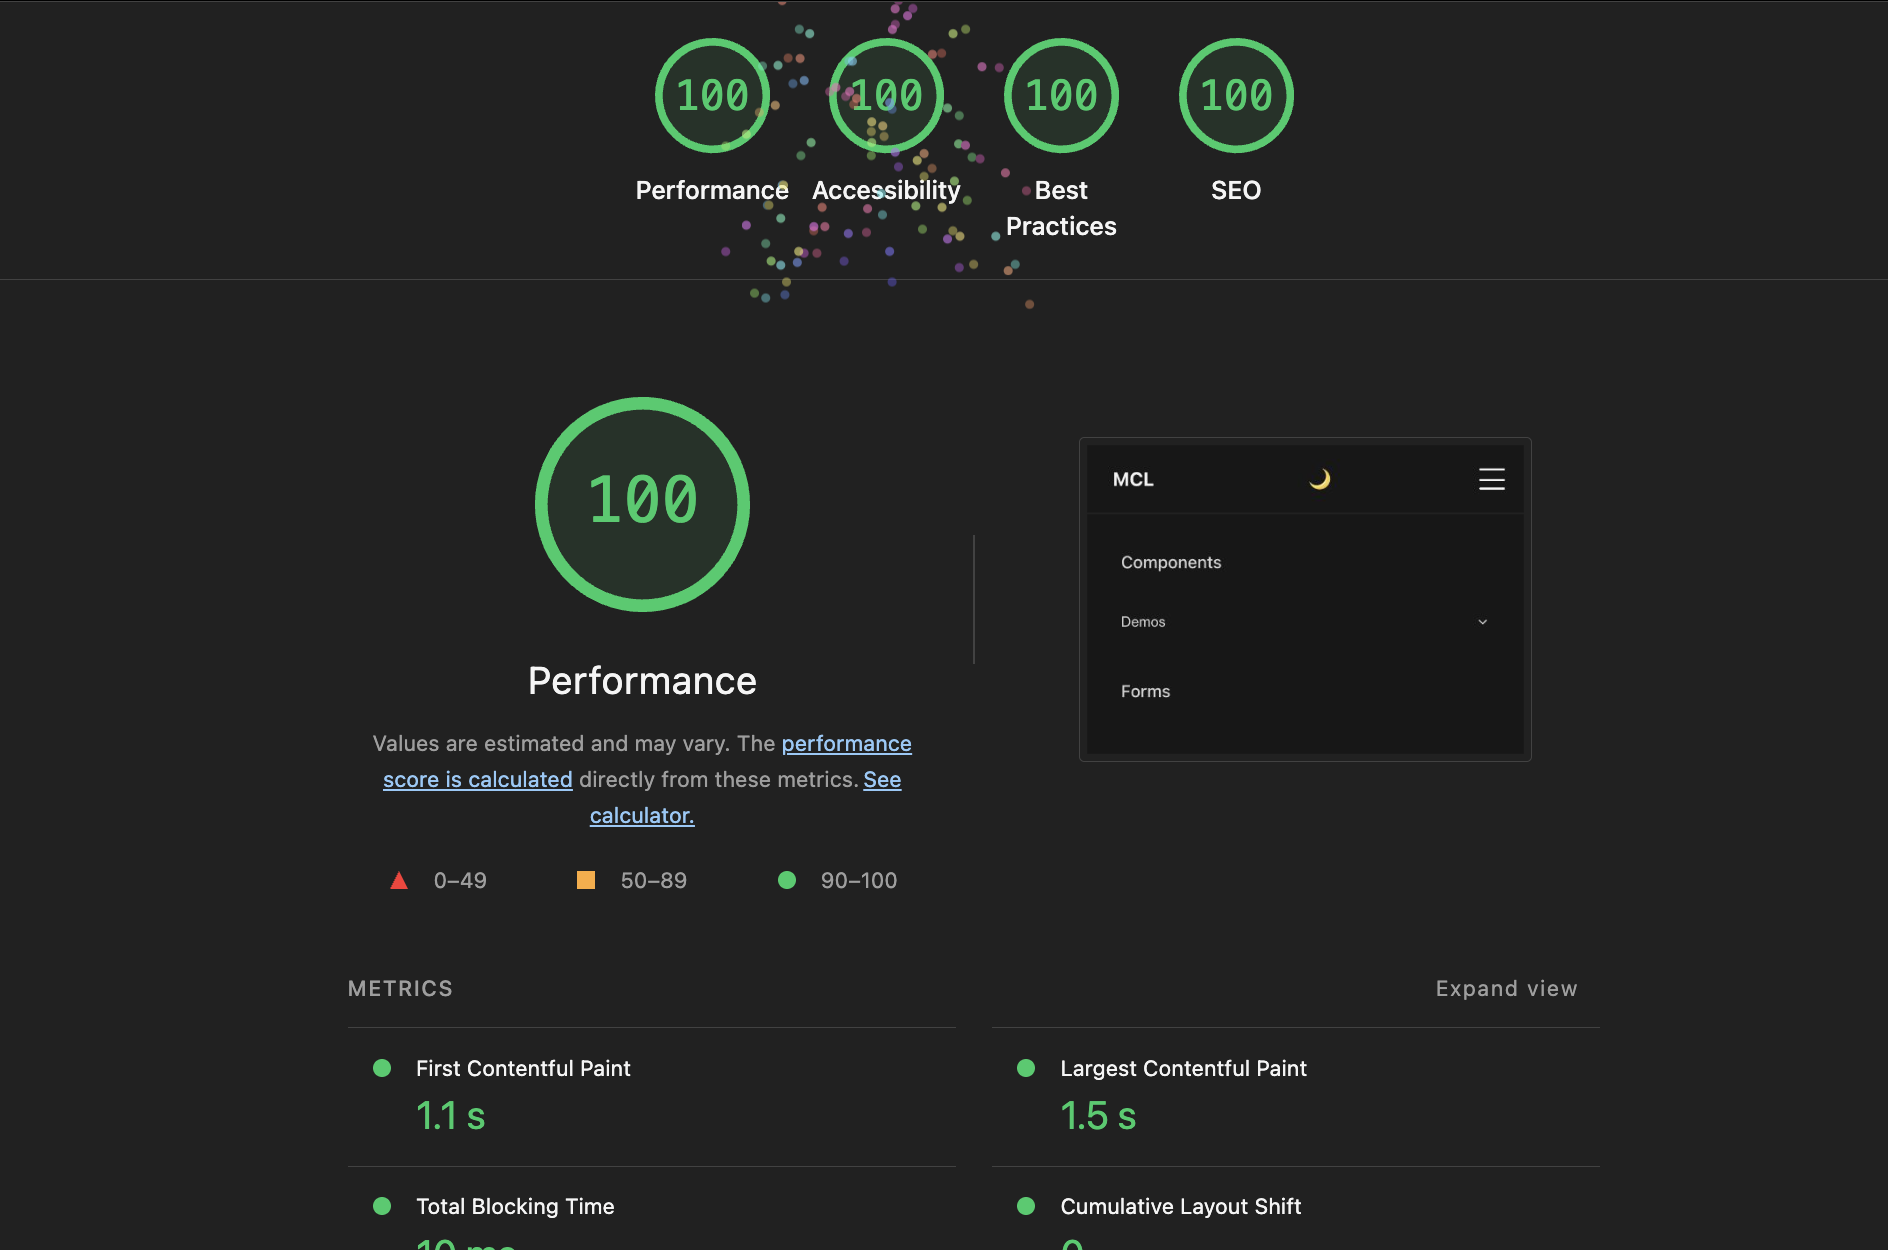 100
100
100
100
Performance
Accessibility
Best
Practices
SEO
100
Performance
Values are estimated and may vary. The performance
score is calculated directly from these metrics. See
calculator.
0–49
50–89
90–100
MCL
Components
Demos
Forms
METRICS
Expand view
First Contentful Paint
1.1 s
Largest Contentful Paint
1.5 s
Total Blocking Time
Cumulative Layout Shift